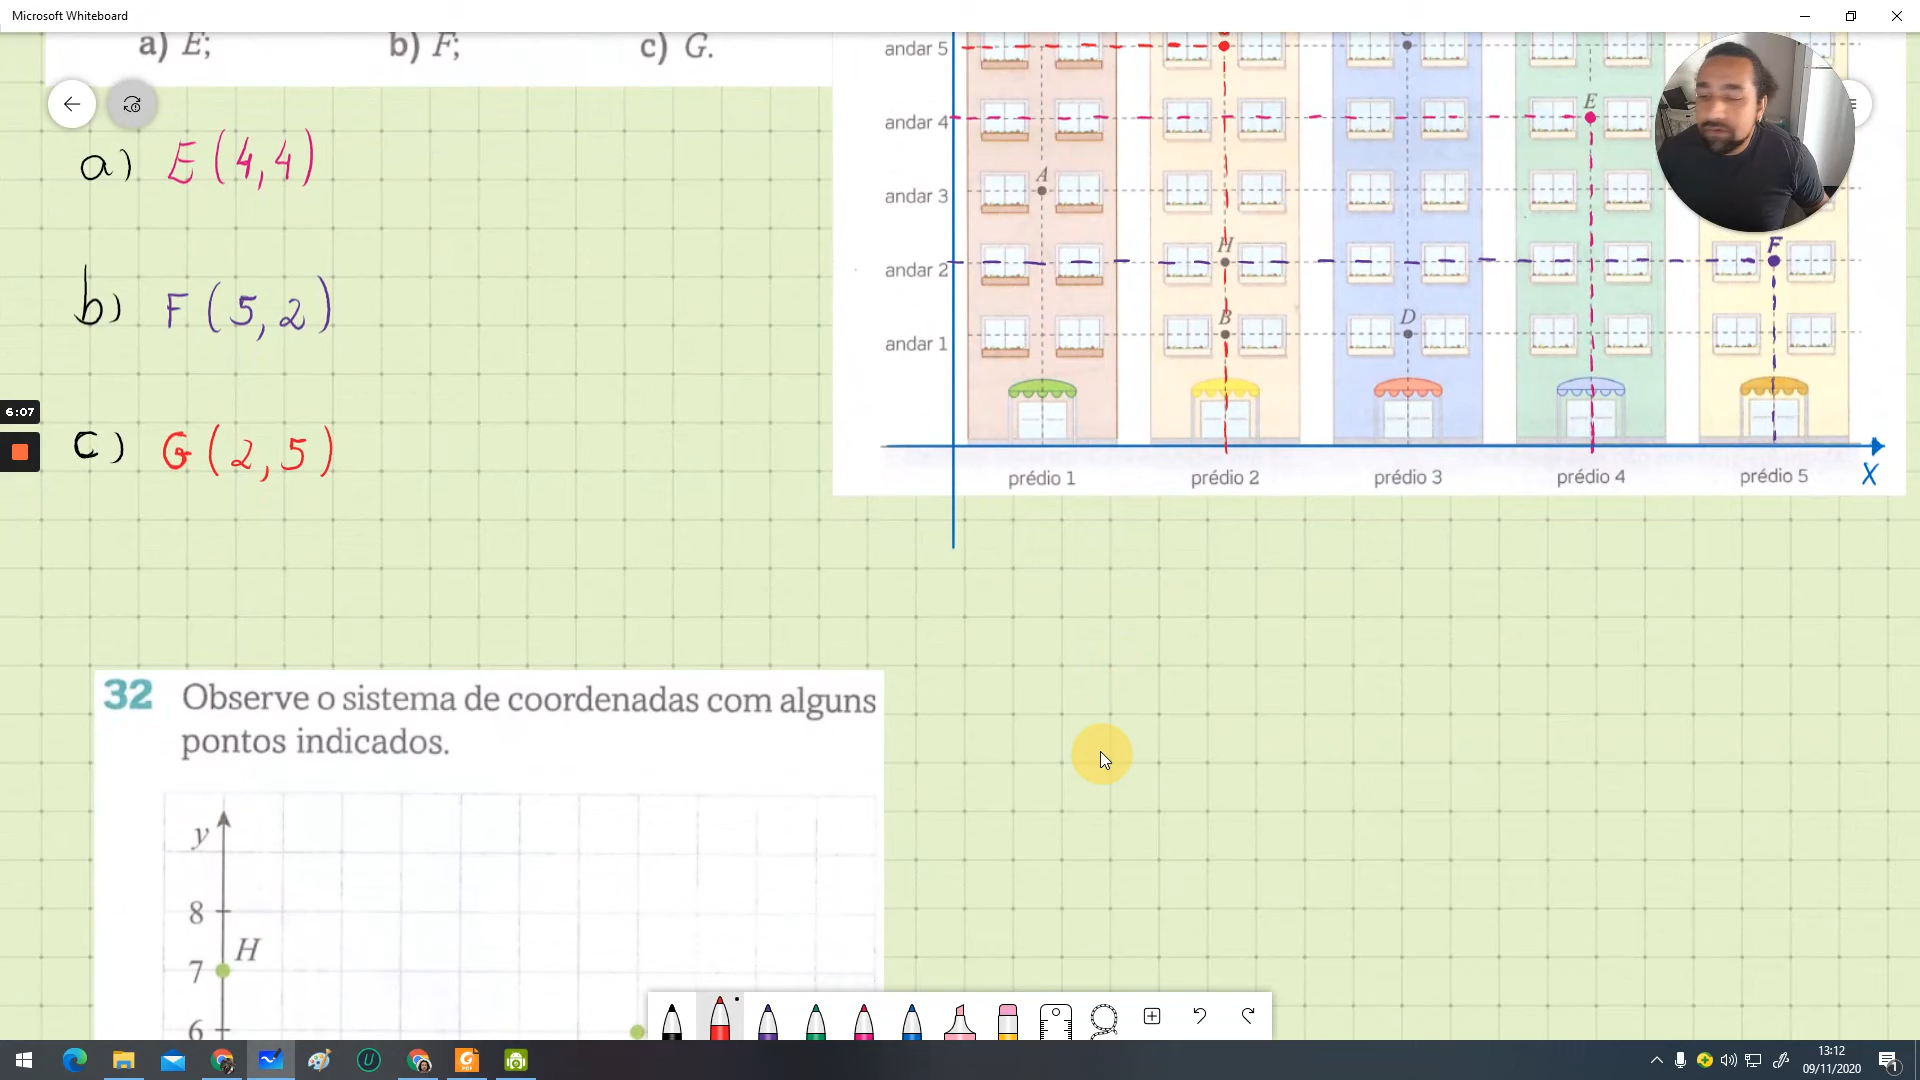 Microsoft Whiteboard
a) E;
b) F;
c) G.
a) E (4,4)
b) F (5,2)
c) G (2,5)
6:07
andar 5
andar 4
andar 3
andar 2
andar 1
E
A
H
F
B
D
prédio 1
prédio 2
prédio 3
prédio 4
prédio 5
X
32 Observe o sistema de coordenadas com alguns
pontos indicados.
y
8
H
7
6
13:12
09/11/2020